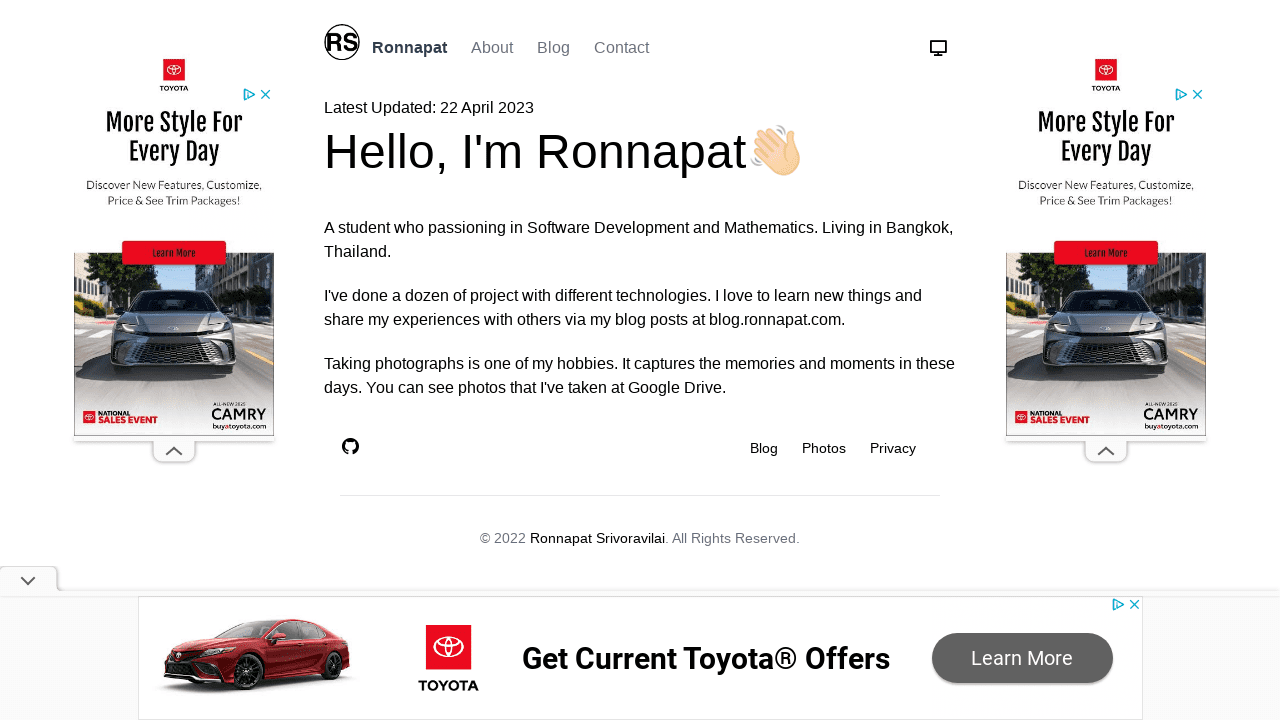 RS
Ronnapat
About
Blog
Contact
Latest Updated: 22 April 2023
Hello, I'm Ronnapat👋🏻
A student who passioning in Software Development and Mathematics. Living in Bangkok,
Thailand.
I've done a dozen of project with different technologies. I love to learn new things and
share my experiences with others via my blog posts at blog.ronnapat.com.
Taking photographs is one of my hobbies. It captures the memories and moments in these
days. You can see photos that I've taken at Google Drive.
Blog
Photos
Privacy
© 2022 Ronnapat Srivoravilai. All Rights Reserved.
TOYOTA
More Style For
Every Day
Discover New Features, Customize,
Price & See Trim Packages!
Learn More
NATIONAL
SALES EVENT
ALL-NEW 2025
CAMRY
buyatoyota.com
TOYOTA
More Style For
Every Day
Discover New Features, Customize,
Price & See Trim Packages!
Learn More
NATIONAL
SALES EVENT
ALL-NEW 2025
CAMRY
buyatoyota.com
TOYOTA
Get Current Toyota® Offers
Learn More